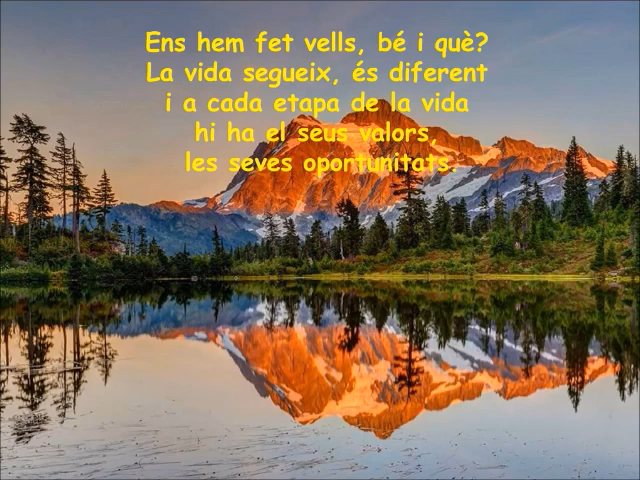 Ens hem fet vells, bé i què?
La vida segueix, és diferent
i a cada etapa de la vida
hi ha el seus valors,
les seves oportunitats.